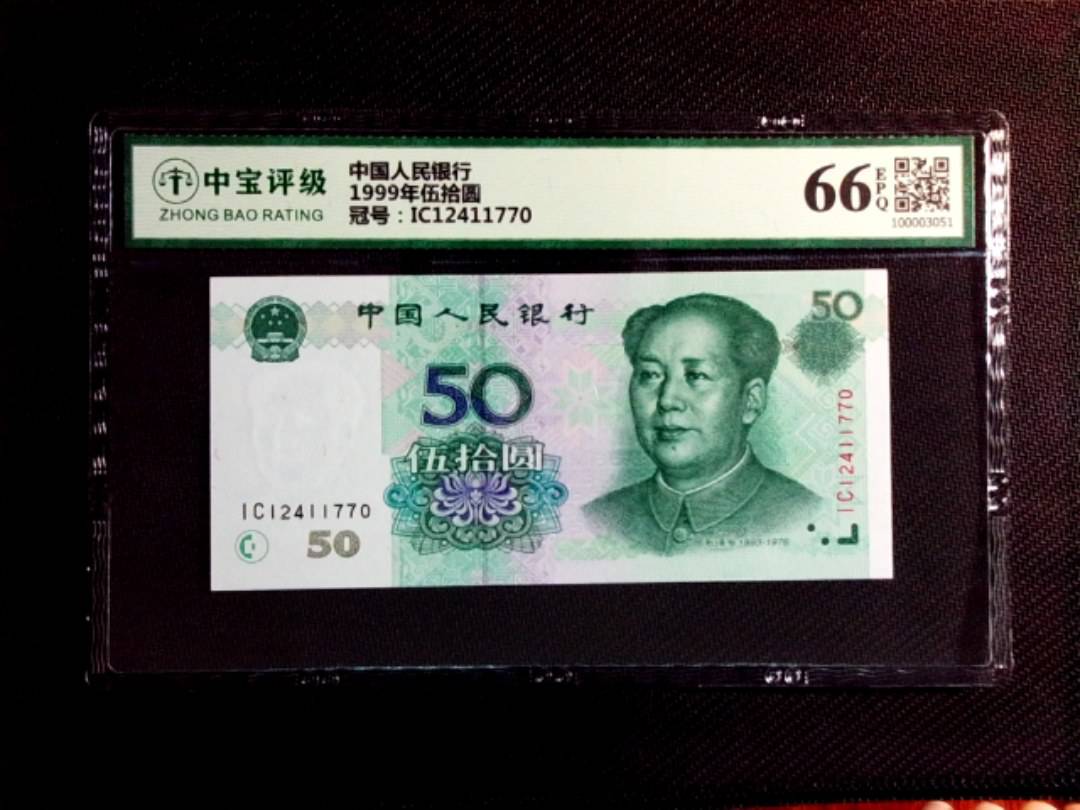 中宝评级
ZHONG BAO RATING
中国人民银行
1999年伍拾圆
冠号：IC12411770
66
EPQ
100003051
中国人民银行
50
50
伍拾圆
IC12411770
IC12411770
50
1893-1976